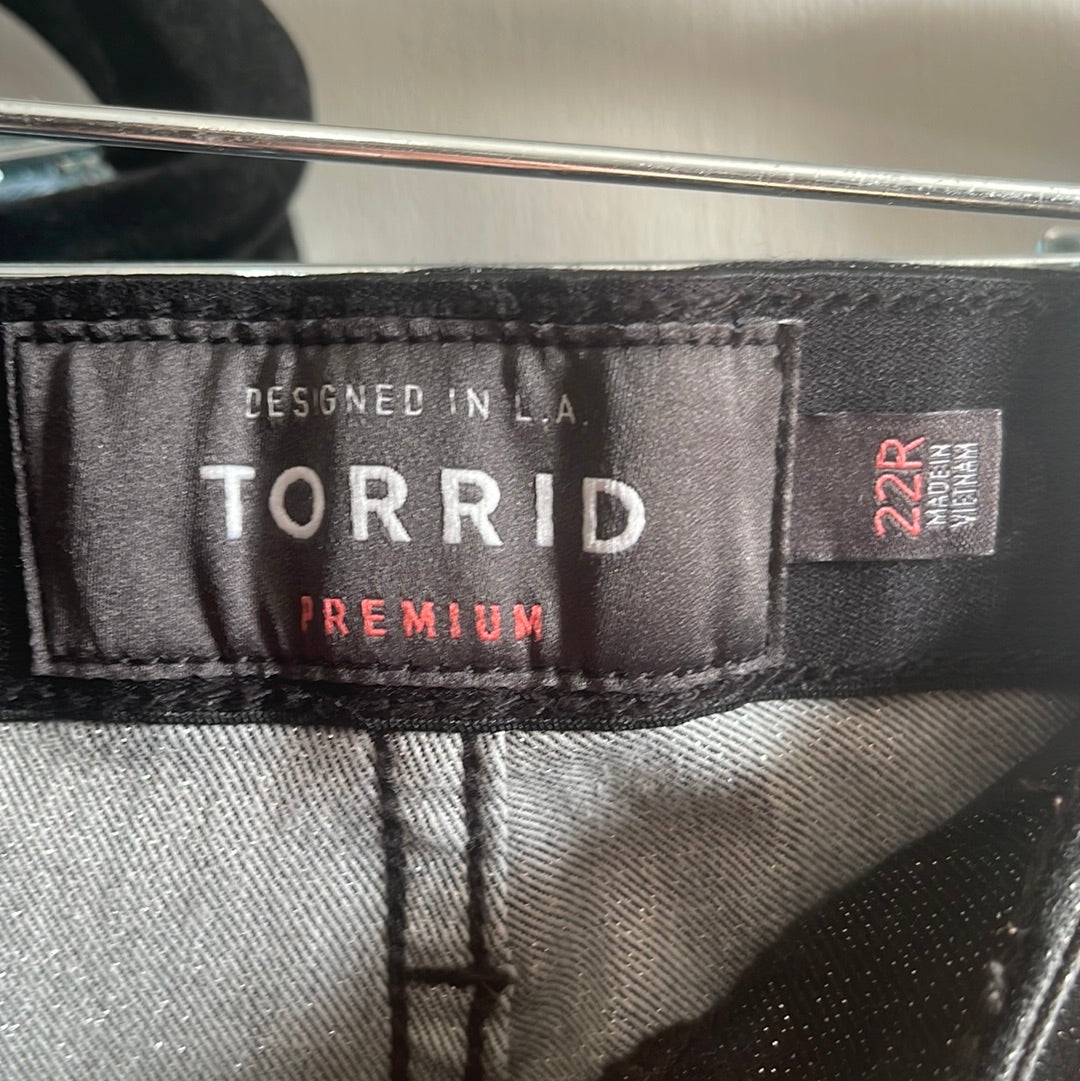 DESIGNED IN L.A.
TORRID
PREMIUM
22R
MADE IN
VIETNAM